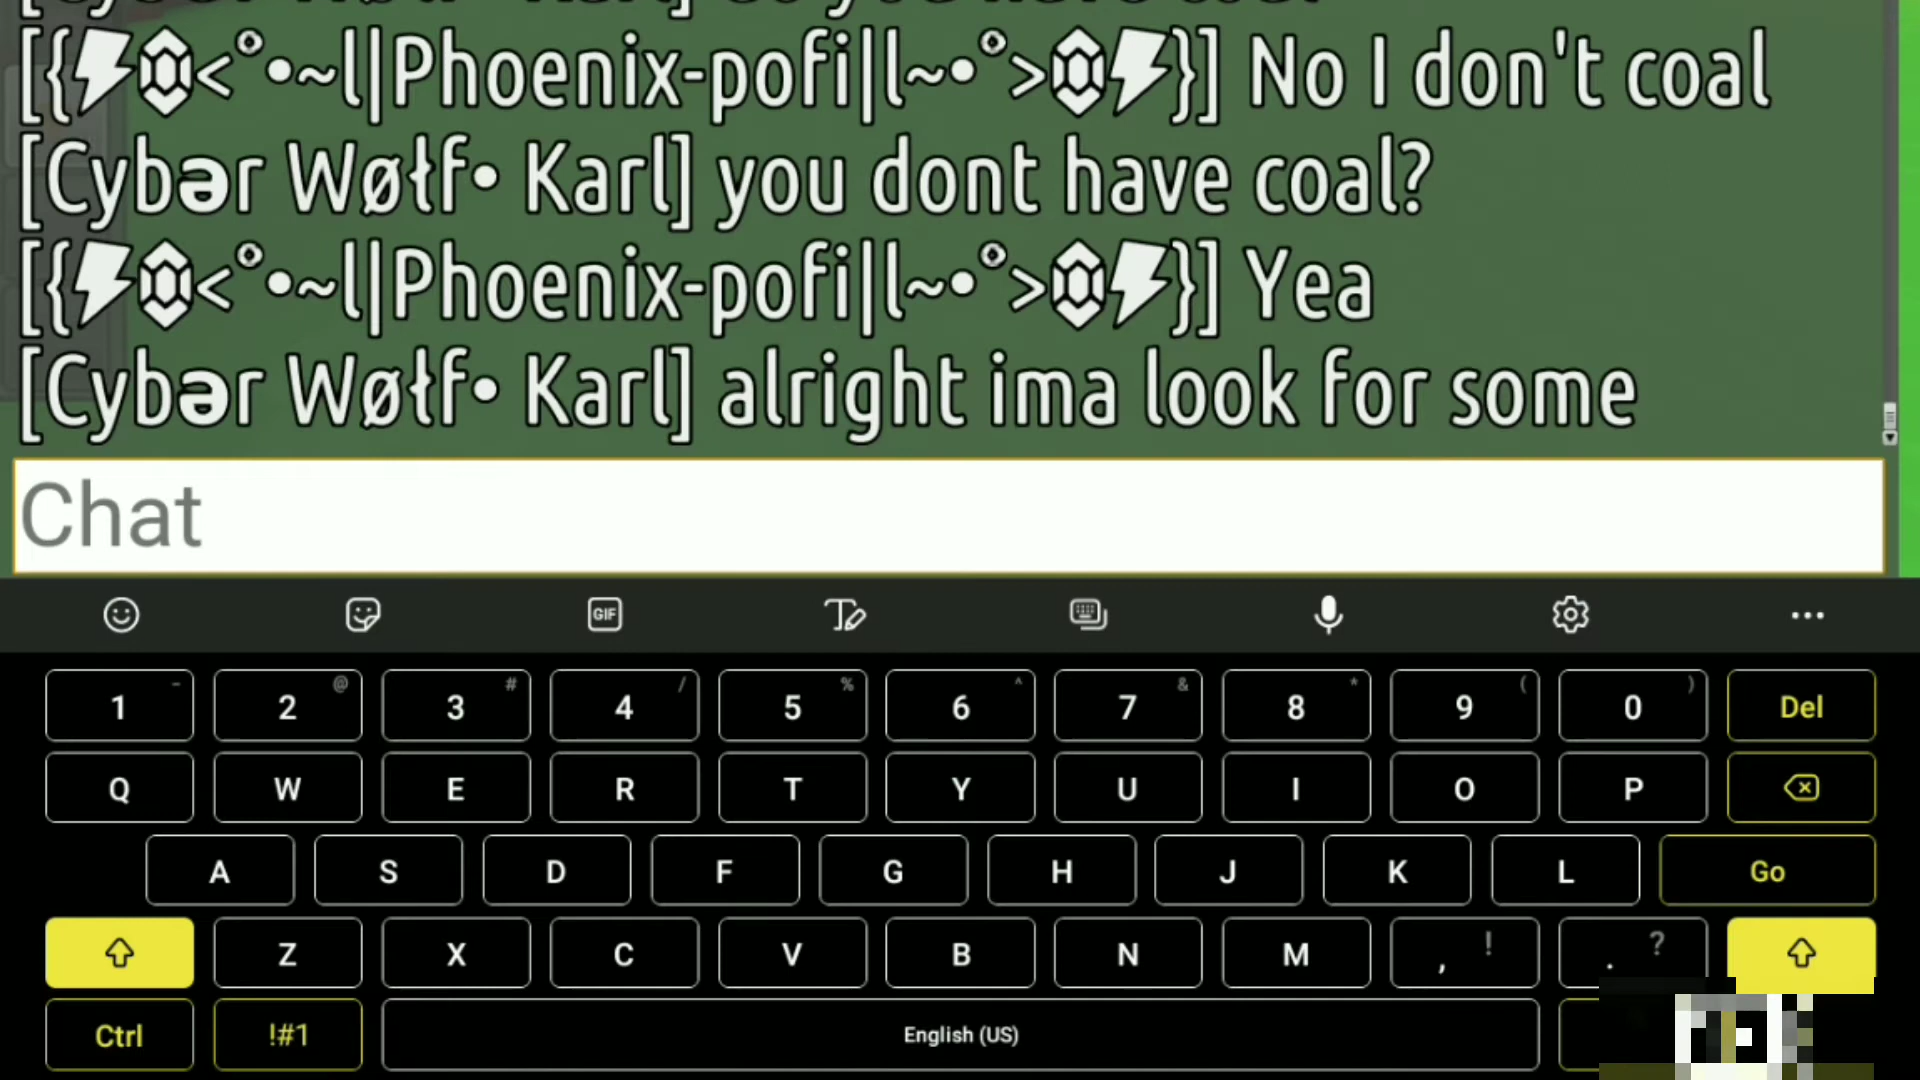 [{⚡💎<°•~l|Phoenix-pofi|l~•°>💎⚡}] No I don't coal
[Cybər Wøłf• Karl] you dont have coal?
[{⚡💎<°•~l|Phoenix-pofi|l~•°>💎⚡}] Yea
[Cybər Wøłf• Karl] alright ima look for some
Chat
GIF
1 - 2 @ 3 # 4 / 5 % 6 ^ 7 & 8 * 9 ( 0 ) Del
Q W E R T Y U I O P
A S D F G H J K L Go
Z X C V B N M , ! . ?
Ctrl !#1 English (US)